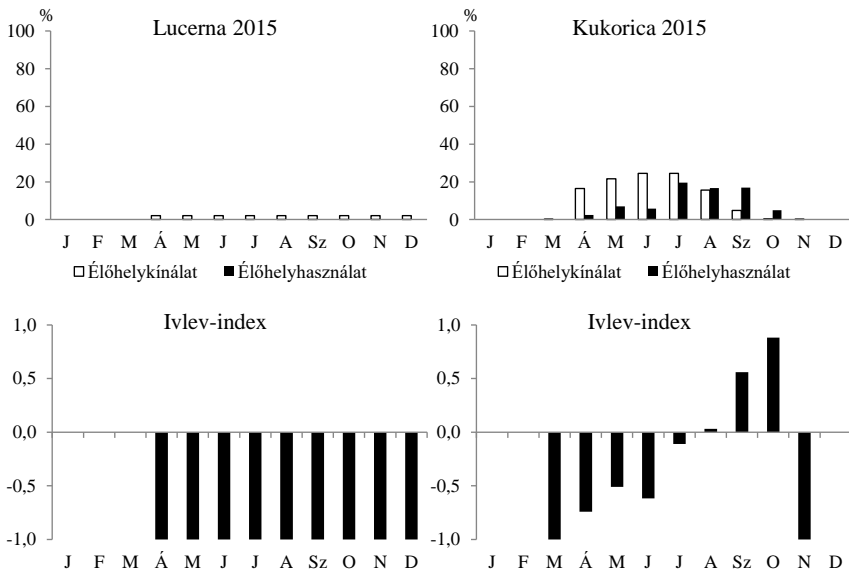 %
Lucerna 2015
100
80
60
40
20
0
J F M Á M J J A Sz O N D
Élőhelykínálat Élőhelyhasználat
%
Kukorica 2015
100
80
60
40
20
0
J F M Á M J J A Sz O N D
Élőhelykínálat Élőhelyhasználat
Ivlev-index
1,0
0,5
0,0
-0,5
-1,0
J F M Á M J J A Sz O N D
Ivlev-index
1,0
0,5
0,0
-0,5
-1,0
J F M Á M J J A Sz O N D